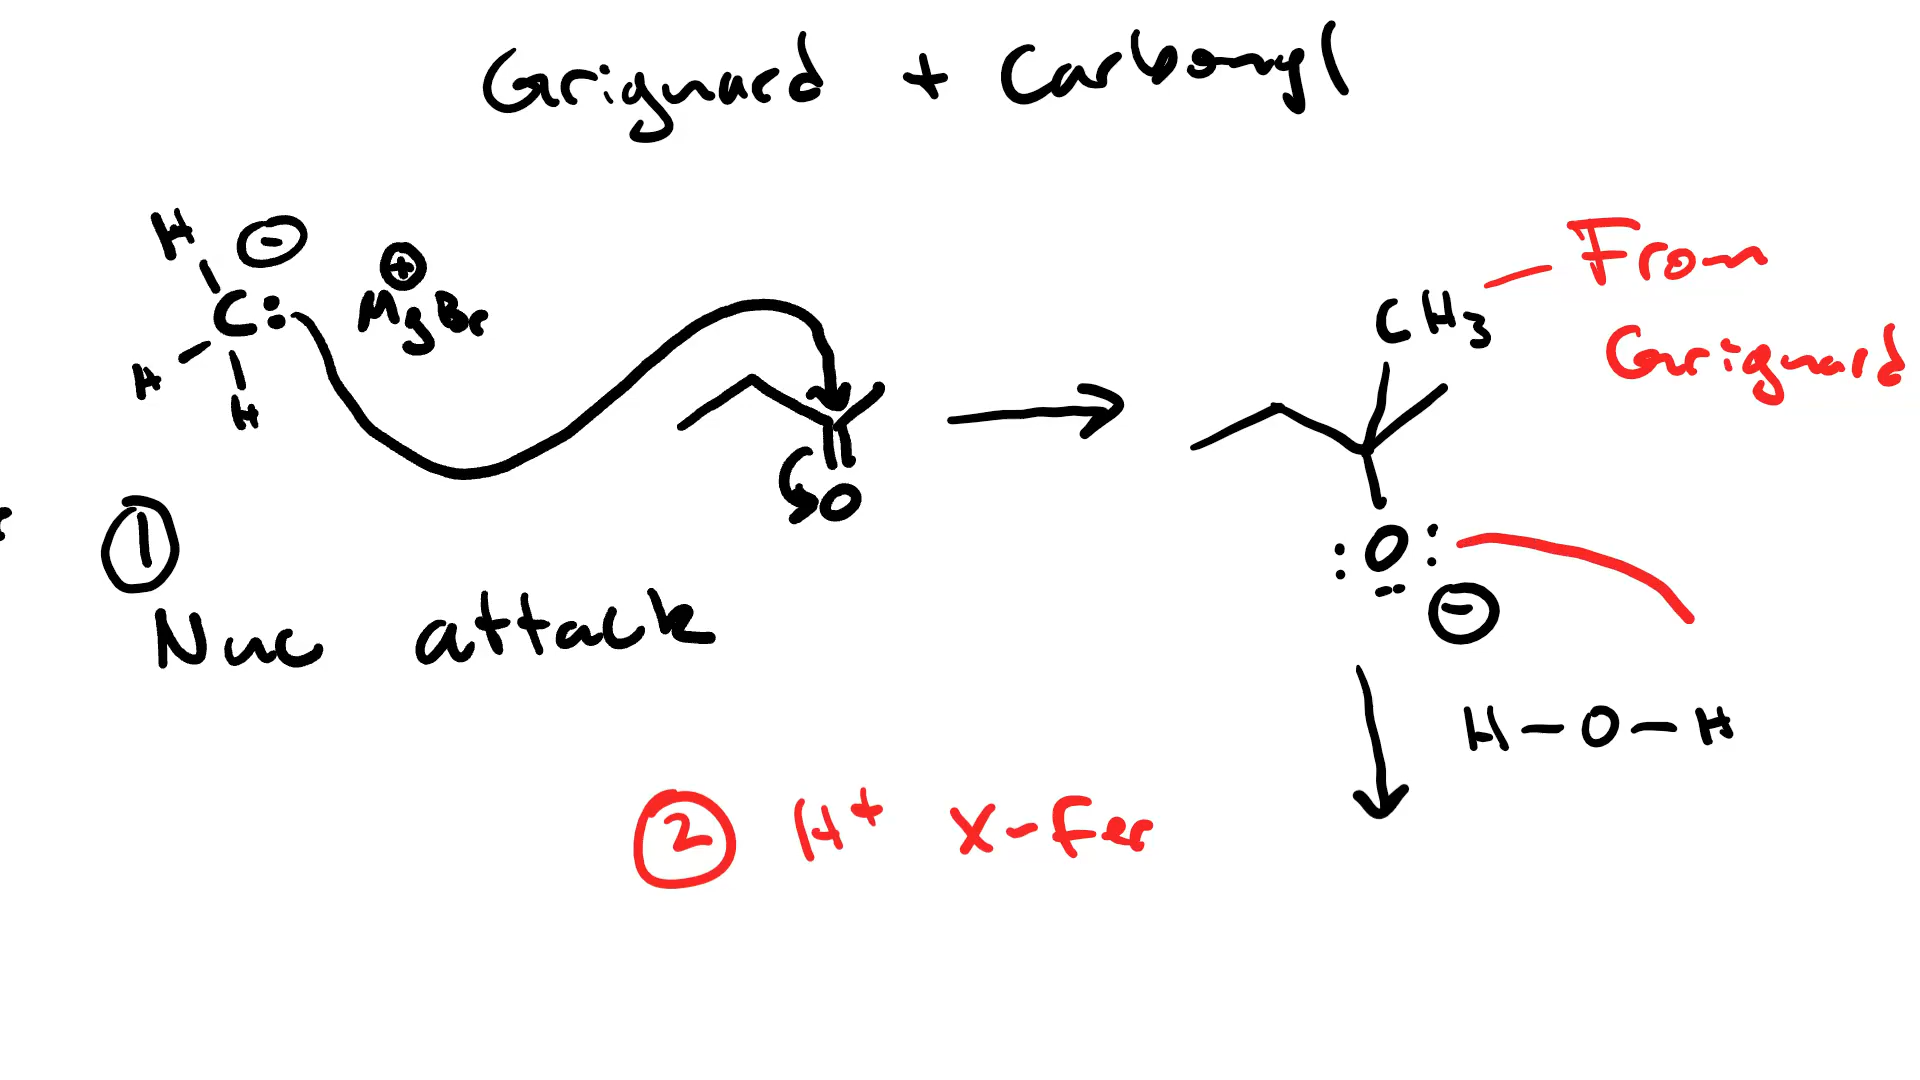 Grignard + Carbonyl
H ⊖
⊕
C: MgBr
H
H
O
CH3
From
Grignard
:O:
⊖
①
Nuc attack
H-O-H
② H+ X-Fer